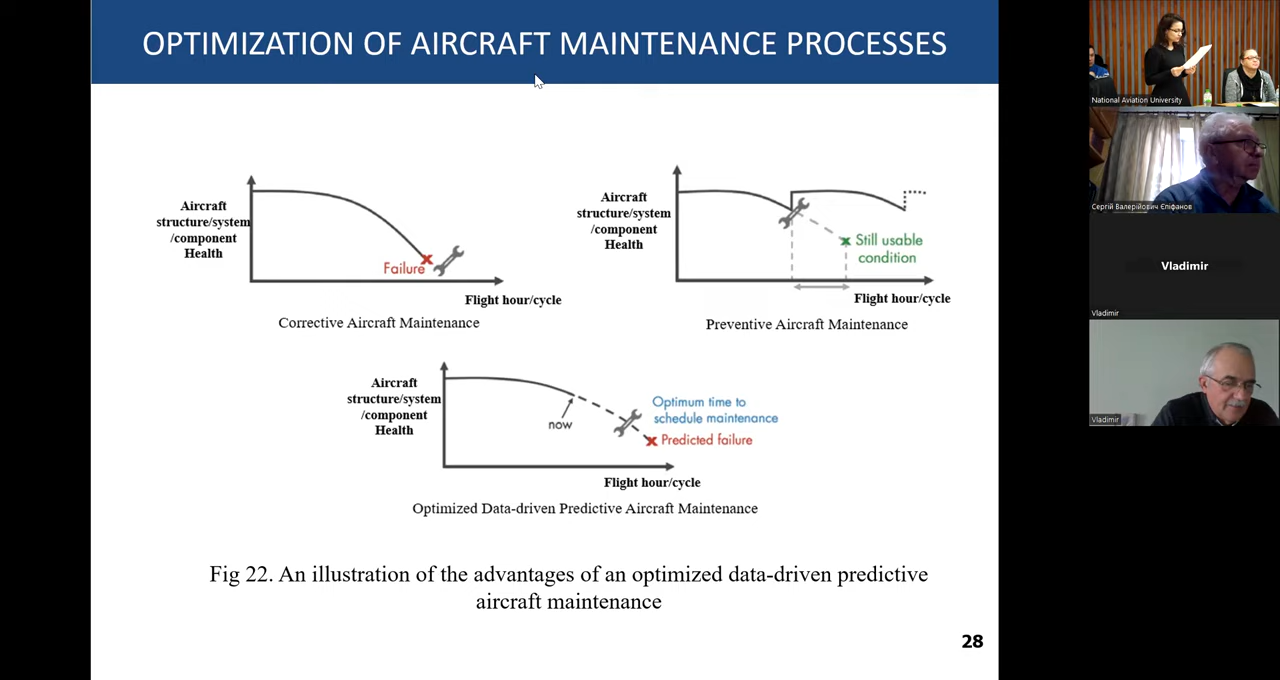 OPTIMIZATION OF AIRCRAFT MAINTENANCE PROCESSES
Aircraft
structure/system
/component
Health
Failure
Flight hour/cycle
Corrective Aircraft Maintenance
Aircraft
structure/system
/component
Health
Still usable
condition
Flight hour/cycle
Preventive Aircraft Maintenance
Aircraft
structure/system
/component
Health
now
Optimum time to
schedule maintenance
Predicted failure
Flight hour/cycle
Optimized Data-driven Predictive Aircraft Maintenance
Fig 22. An illustration of the advantages of an optimized data-driven predictive
aircraft maintenance
28
National Aviation University
Сергій Валерійович Єпіфанов
Vladimir
Vladimir
Vladimir